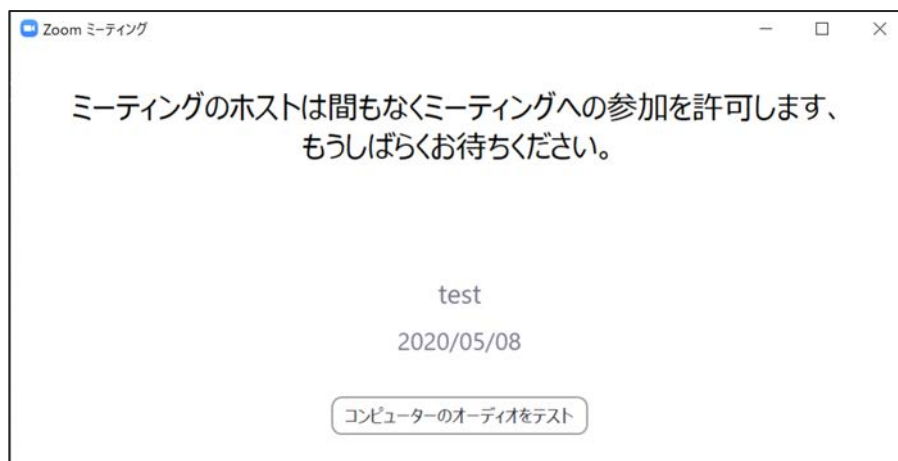 Zoom ミーティング
ミーティングのホストは間もなくミーティングへの参加を許可します、
もうしばらくお待ちください。
test
2020/05/08
コンピューターのオーディオをテスト